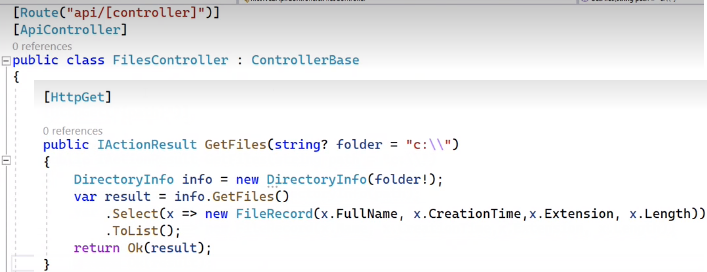 [Route("api/[controller]")]
[ApiController]
0 references
public class FilesController : ControllerBase
{
[HttpGet]
0 references
public IActionResult GetFiles(string? folder = "c:\\")
{
DirectoryInfo info = new DirectoryInfo(folder!);
var result = info.GetFiles()
.Select(x => new FileRecord(x.FullName, x.CreationTime,x.Extension, x.Length))
.ToList();
return Ok(result);
}